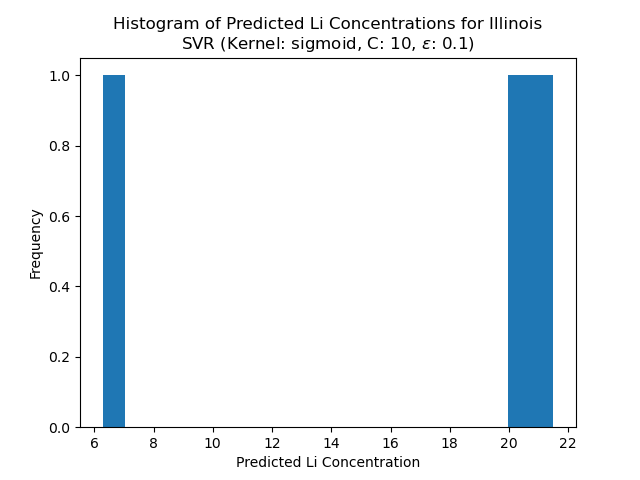 Histogram of Predicted Li Concentrations for Illinois
SVR (Kernel: sigmoid, C: 10, ε: 0.1)
1.0
0.8
0.6
0.4
0.2
0.0
Frequency
6 8 10 12 14 16 18 20 22
Predicted Li Concentration